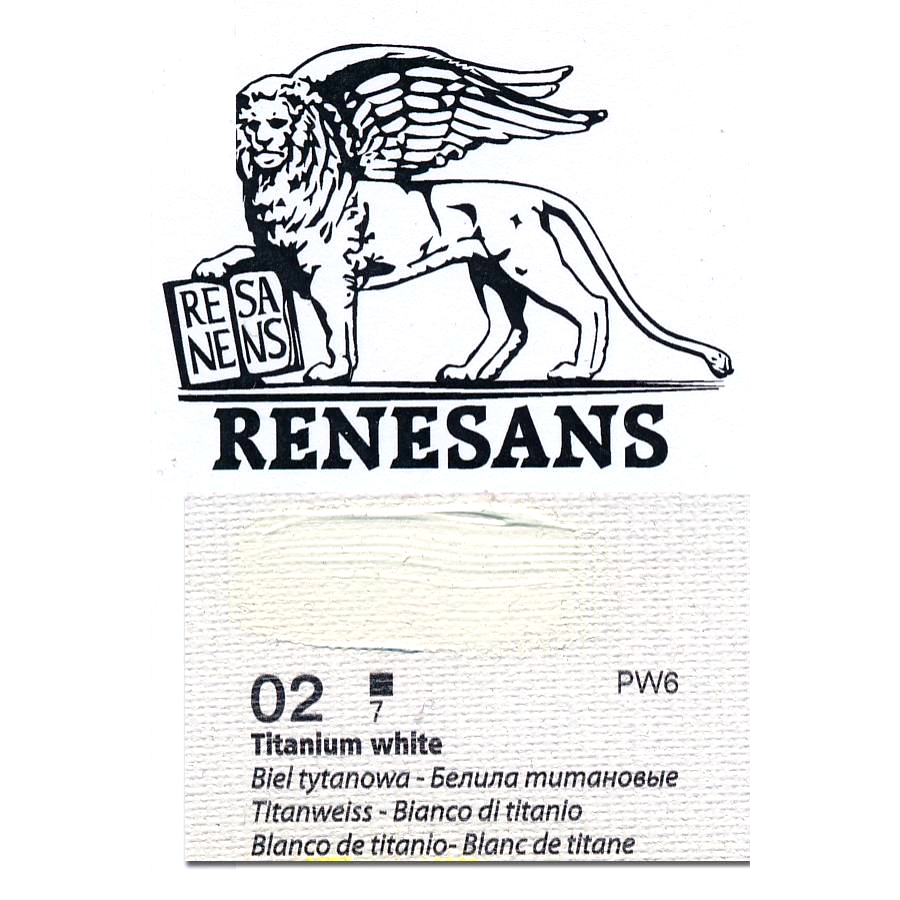 RE SA
NE NS
RENESANS
02
7
PW6
Titanium white
Biel tytanowa - Белила титановые
Titanweiss - Bianco di titanio
Blanco de titanio- Blanc de titane